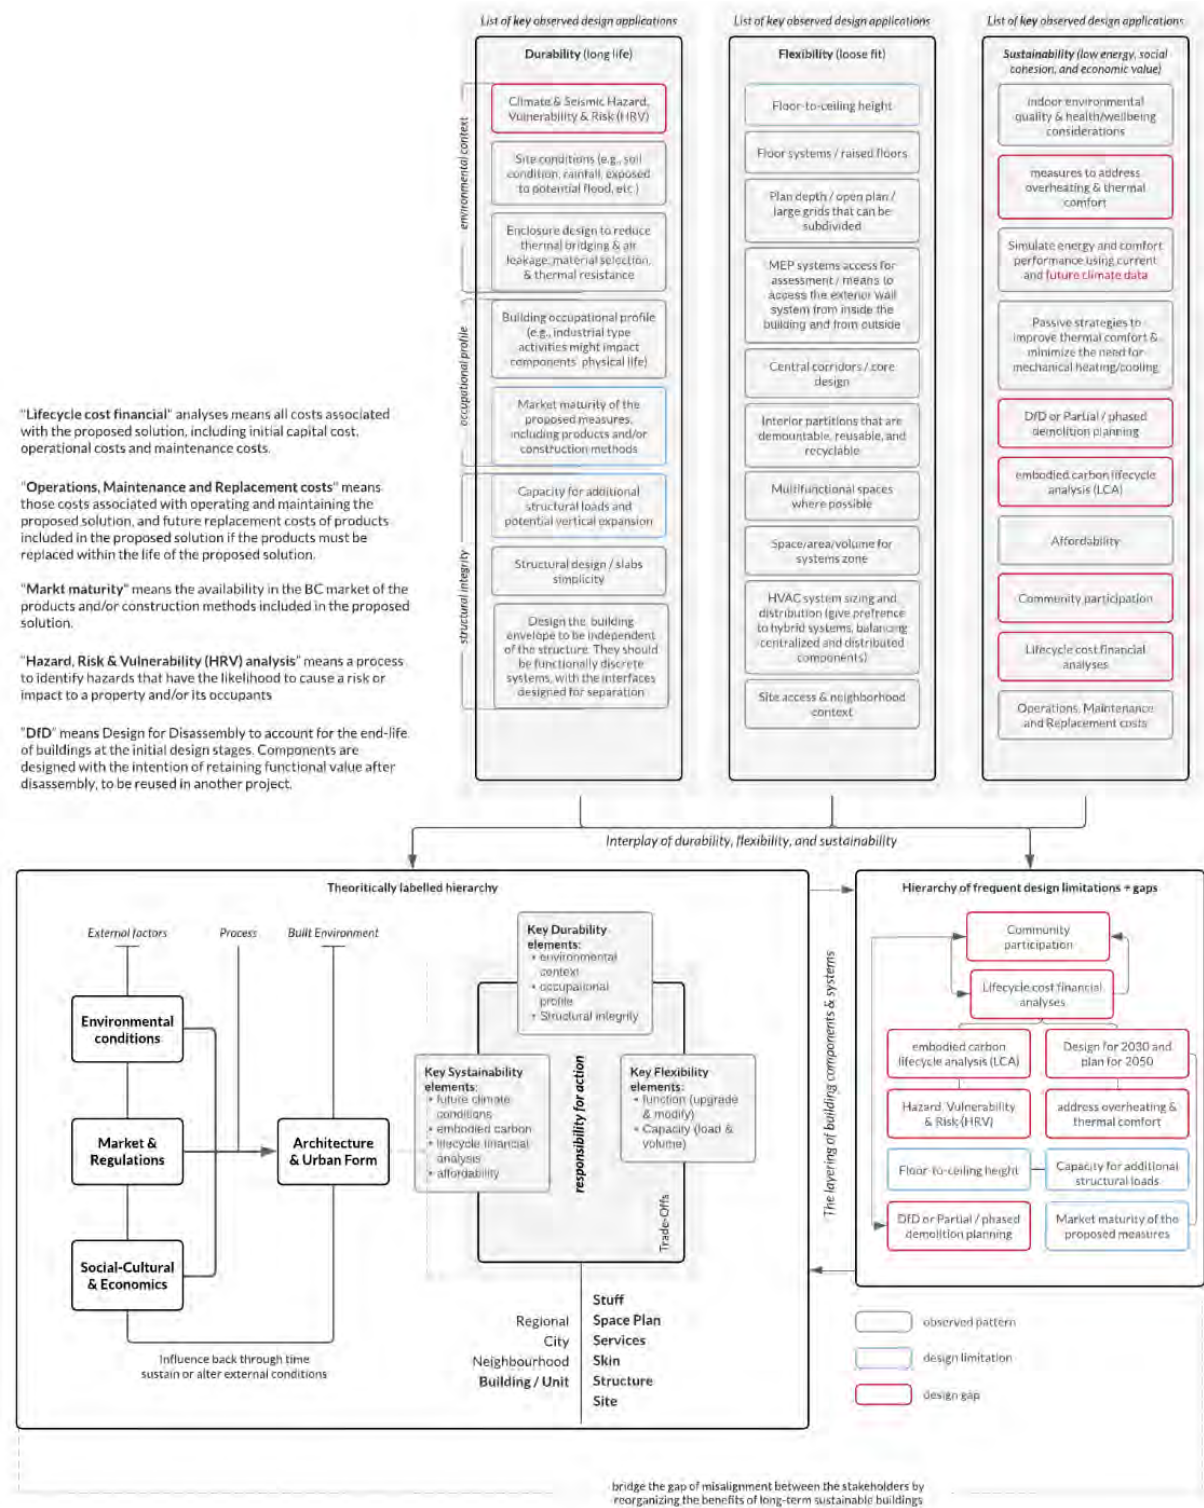 List of key observed design applications
Durability (long life)
Climate & Seismic Hazard,
Vulnerability & Risk (HRV)
Site conditions (e.g., soil
condition, rainfall, exposed
to potential flood, etc.)
Enclosure design to reduce
thermal bridging & air
leakage, material selection,
& thermal resistance
Building occupational profile
(e.g., industrial type
activities might impact
components' physical life)
Market maturity of the
proposed measures,
including products and/or
construction methods
Capacity for additional
structural loads and
potential vertical expansion
Structural design / slabs
simplicity
Design the building
envelope to be independent
of the structure. They should
be functionally discrete
systems, with the interfaces
designed for separation
environmental context
occupational profile
structural integrity
List of key observed design applications
Flexibility (loose fit)
Floor-to-ceiling height
Floor systems / raised floors
Plan depth / open plan /
large grids that can be
subdivided
MEP systems access for
assessment / means to
access the exterior wall
system from inside the
building and from outside
Central corridors / core
design
Interior partitions that are
demountable, reusable, and
recyclable
Multifunctional spaces
where possible
Space/area/volume for
systems zone
HVAC system sizing and
distribution (give prefrence
to hybrid systems, balancing
centralized and distributed
components)
Site access & neighborhood
context
List of key observed design applications
Sustainability (low energy, social
cohesion, and economic value)
Indoor environmental
quality & health/wellbeing
considerations
measures to address
overheating & thermal
comfort
Simulate energy and comfort
performance using current
and future climate data
Passive strategies to
improve thermal comfort &
minimize the need for
mechanical heating/cooling
DfD or Partial / phased
demolition planning
embodied carbon lifecycle
analysis (LCA)
Affordability
Community participation
Lifecycle cost financial
analyses
Operations, Maintenance
and Replacement costs
"Lifecycle cost financial" analyses means all costs associated
with the proposed solution, including initial capital cost,
operational costs and maintenance costs.
"Operations, Maintenance and Replacement costs" means
those costs associated with operating and maintaining the
proposed solution, and future replacement costs of products
included in the proposed solution if the products must be
replaced within the life of the proposed solution.
"Markt maturity" means the availability in the BC market of the
products and/or construction methods included in the proposed
solution.
"Hazard, Risk & Vulnerability (HRV) analysis" means a process
to identify hazards that have the likelihood to cause a risk or
impact to a property and/or its occupants
"DfD" means Design for Disassembly to account for the end-life
of buildings at the initial design stages. Components are
designed with the intention of retaining functional value after
disassembly, to be reused in another project.
Interplay of durability, flexibility, and sustainability
Theoritically labelled hierarchy
External factors
Process
Built Environment
Environmental
conditions
Market &
Regulations
Social-Cultural
& Economics
Architecture
& Urban Form
Influence back through time
sustain or alter external conditions
Key Durability
elements:
• environmental
context
• occupational
profile
• Structural integrity
Key Sustainability
elements:
• future climate
conditions
• embodied carbon
• lifecycle financial
analysis
• affordability
responsibility for action
Key Flexibility
elements:
• function (upgrade
& modify)
• Capacity (load &
volume)
Trade-Offs
Regional
City
Neighbourhood
Building / Unit
Stuff
Space Plan
Services
Skin
Structure
Site
The layering of building components & systems
Hierarchy of frequent design limitations + gaps
Community
participation
Lifecycle cost financial
analyses
embodied carbon
lifecycle analysis (LCA)
Design for 2030 and
plan for 2050
Hazard, Vulnerability
& Risk (HRV)
address overheating &
thermal comfort
Floor-to-ceiling height
Capacity for additional
structural loads
DfD or Partial / phased
demolition planning
Market maturity of the
proposed measures
observed pattern
design limitation
design gap
bridge the gap of misalignment between the stakeholders by
reorganizing the benefits of long-term sustainable buildings